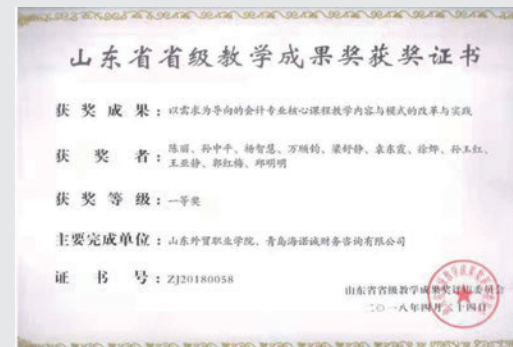 山东省省级教学成果奖获奖证书
获奖成果：以需求为导向的会计专业核心课程教学内容与模式的改革与实践
获奖者：陈丽、孙中平、杨智慧、万顺钧、梁舒静、袁东霞、徐烨、孙玉红、
王亚静、郭红梅、邱明明
获奖等级：一等奖
主要完成单位：山东外贸职业学院、青岛海诺诚财务咨询有限公司
证书号：ZJ20180058
山东省省级教学成果奖评审委员会
二〇一八年四月二十四日